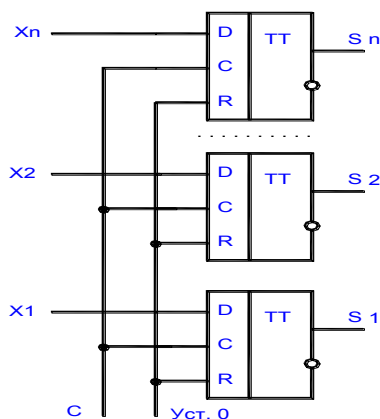 Xn D TT S n
C
R
X2 D TT S 2
C
R
X1 D TT S 1
C
R
C Уст. 0